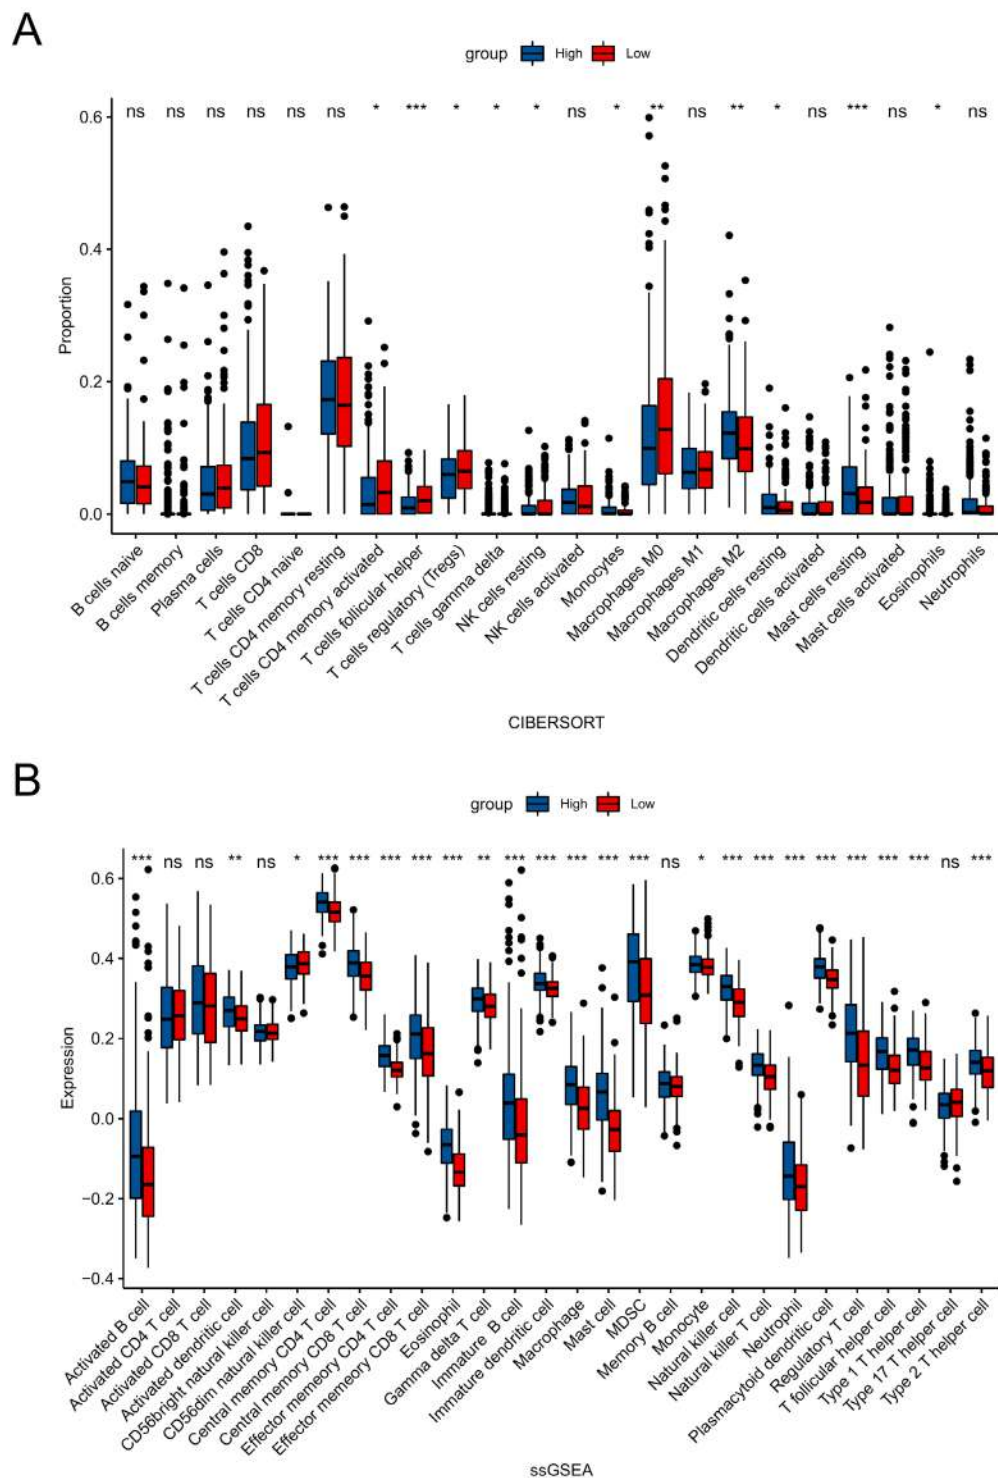 A
group High Low
ns ns ns ns ns ns * *** * * * ns * ** ns ** * ns *** ns * ns
0.6
0.4
0.2
0.0
Proportion
B cells naive
B cells memory
Plasma cells
T cells CD8
T cells CD4 naive
T cells CD4 memory resting
T cells CD4 memory activated
T cells follicular helper
T cells regulatory (Tregs)
T cells gamma delta
NK cells resting
NK cells activated
Monocytes
Macrophages M0
Macrophages M1
Macrophages M2
Dendritic cells resting
Dendritic cells activated
Mast cells resting
Mast cells activated
Eosinophils
Neutrophils
CIBERSORT
B
group High Low
*** ns ns ** ns * *** *** *** *** *** ** *** *** *** *** *** ns * *** *** *** *** *** *** *** ns ***
0.6
0.4
0.2
0.0
−0.2
−0.4
Expression
Activated B cell
Activated CD4 T cell
Activated CD8 T cell
Activated dendritic cell
CD56bright natural killer cell
CD56dim natural killer cell
Central memory CD4 T cell
Central memory CD8 T cell
Effector memeory CD4 T cell
Effector memeory CD8 T cell
Eosinophil
Gamma delta T cell
Immature B cell
Immature dendritic cell
Macrophage
Mast cell
MDSC
Memory B cell
Monocyte
Natural killer cell
Natural killer T cell
Neutrophil
Plasmacytoid dendritic cell
Regulatory T cell
T follicular helper cell
Type 1 T helper cell
Type 17 T helper cell
Type 2 T helper cell
ssGSEA